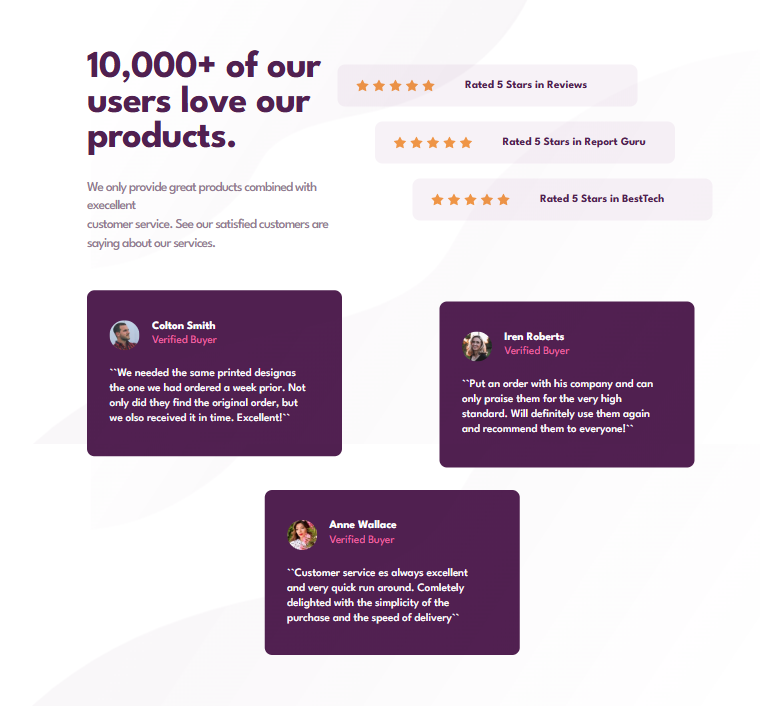 10,000+ of our
users love our
products.
We only provide great products combined with
execellent
customer service. See our satisfied customers are
saying about our services.
Rated 5 Stars in Reviews
Rated 5 Stars in Report Guru
Rated 5 Stars in BestTech
Colton Smith
Verified Buyer
``We needed the same printed designas
the one we had ordered a week prior. Not
only did they find the original order, but
we olso received it in time. Excellent!``
Iren Roberts
Verified Buyer
``Put an order with his company and can
only praise them for the very high
standard. Will definitely use them again
and recommend them to everyone!``
Anne Wallace
Verified Buyer
``Customer service es always excellent
and very quick run around. Comletely
delighted with the simplicity of the
purchase and the speed of delivery``